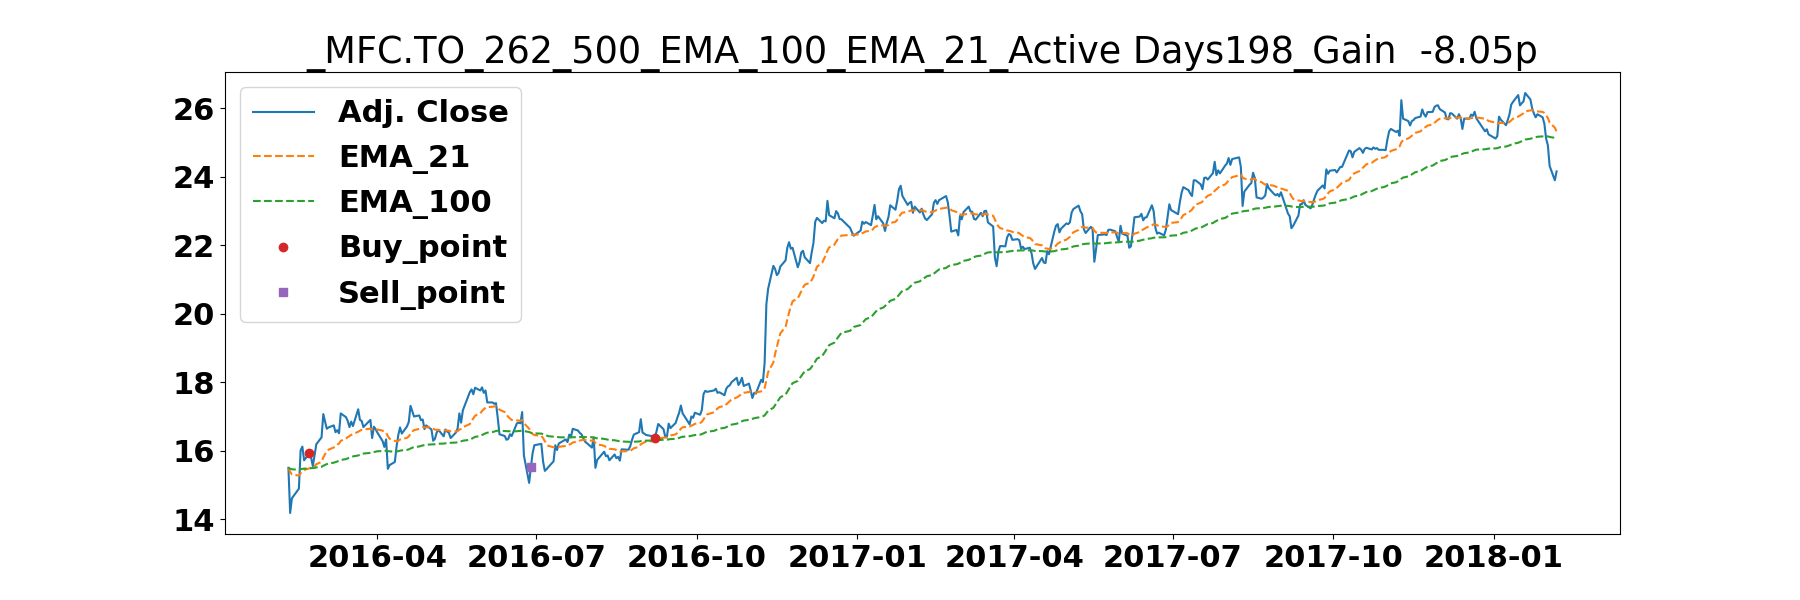 _MFC.TO_262_500_EMA_100_EMA_21_Active Days198_Gain  -8.05p
Adj. Close
EMA_21
EMA_100
Buy_point
Sell_point
26
24
22
20
18
16
14
2016-04 2016-07 2016-10 2017-01 2017-04 2017-07 2017-10 2018-01